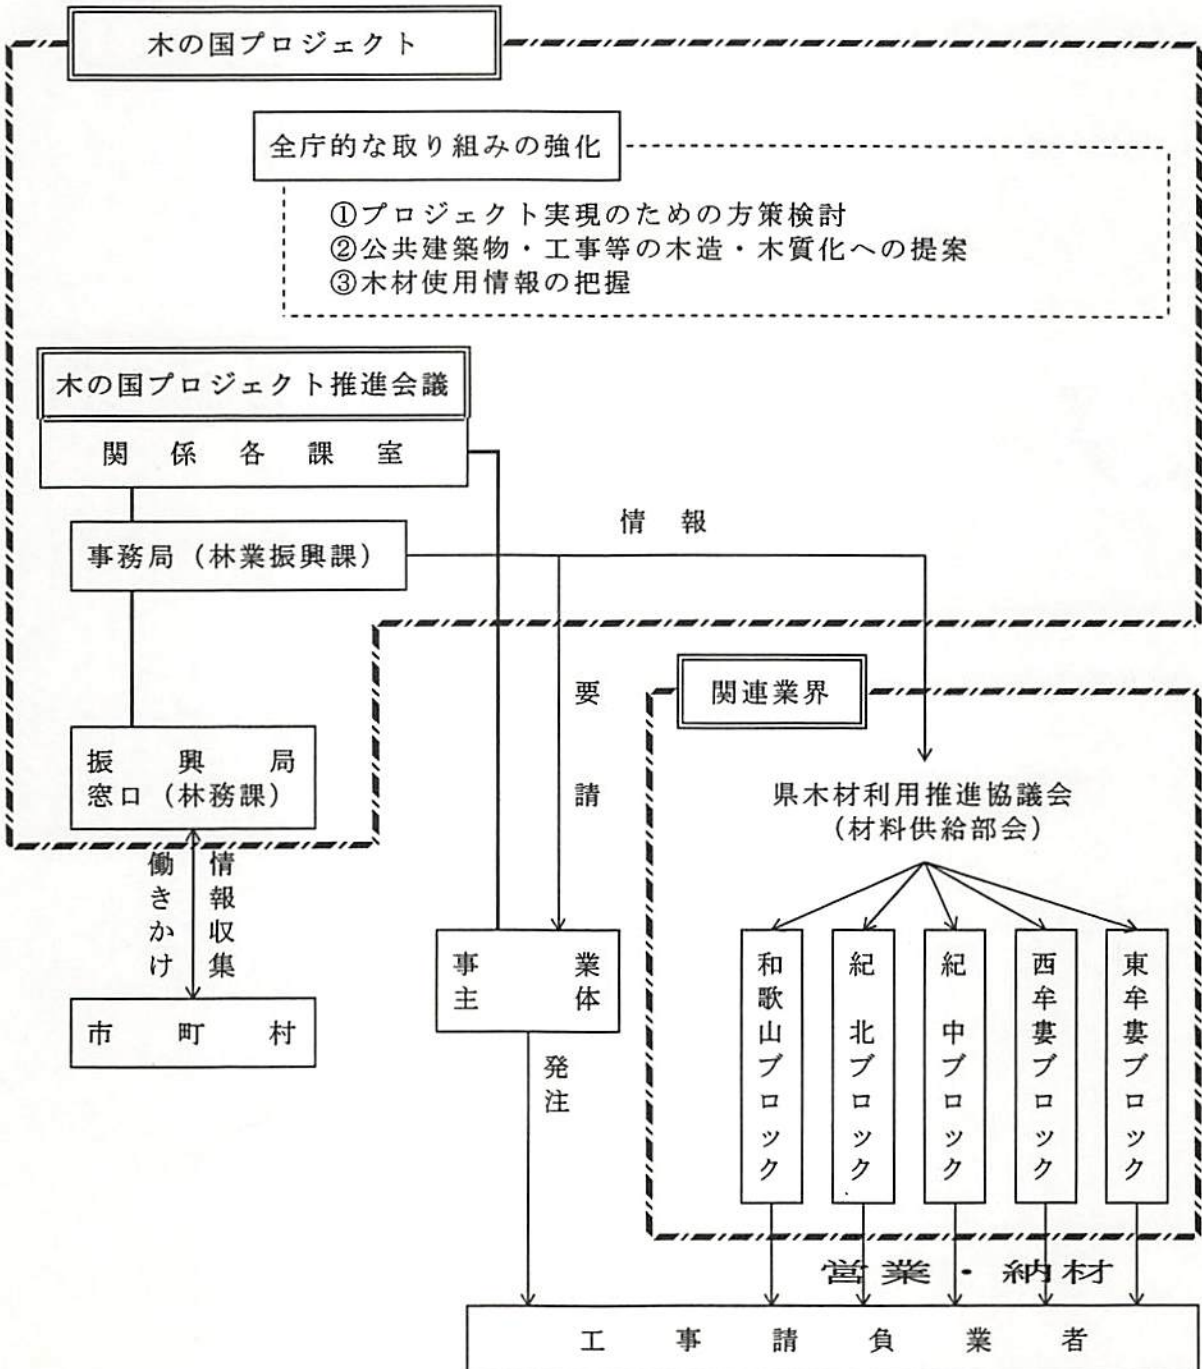 木の国プロジェクト
全庁的な取り組みの強化
①プロジェクト実現のための方策検討
②公共建築物・工事等の木造・木質化への提案
③木材使用情報の把握
木の国プロジェクト推進会議
関係各課室
事務局（林業振興課）
情報
要請
振興局
窓口（林務課）
働きかけ
情報収集
市町村
関連業界
県木材利用推進協議会
（材料供給部会）
和歌山ブロック
紀北ブロック
紀中ブロック
西牟婁ブロック
東牟婁ブロック
事業
主体
発注
営業・納材
工事請負業者